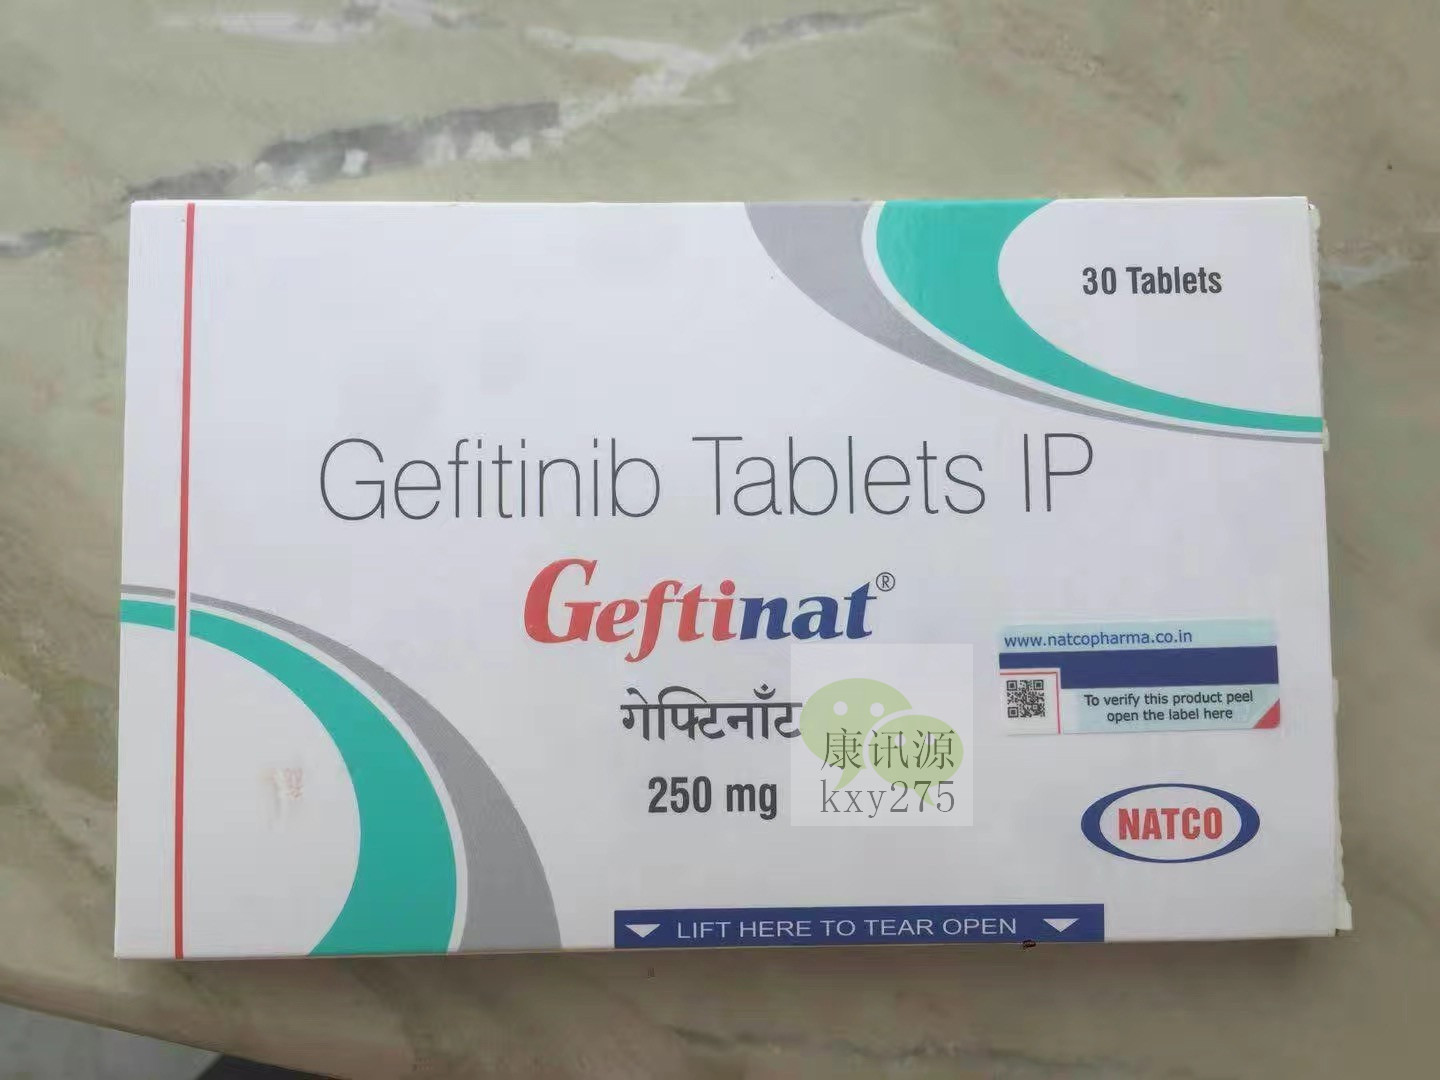 30 Tablets
Gefitinib Tablets IP
Geftinat®
गेफ्टिनाँट
250 mg
康讯源
kxy275
www.natcopharma.co.in
To verify this product peel
open the label here
NATCO
LIFT HERE TO TEAR OPEN